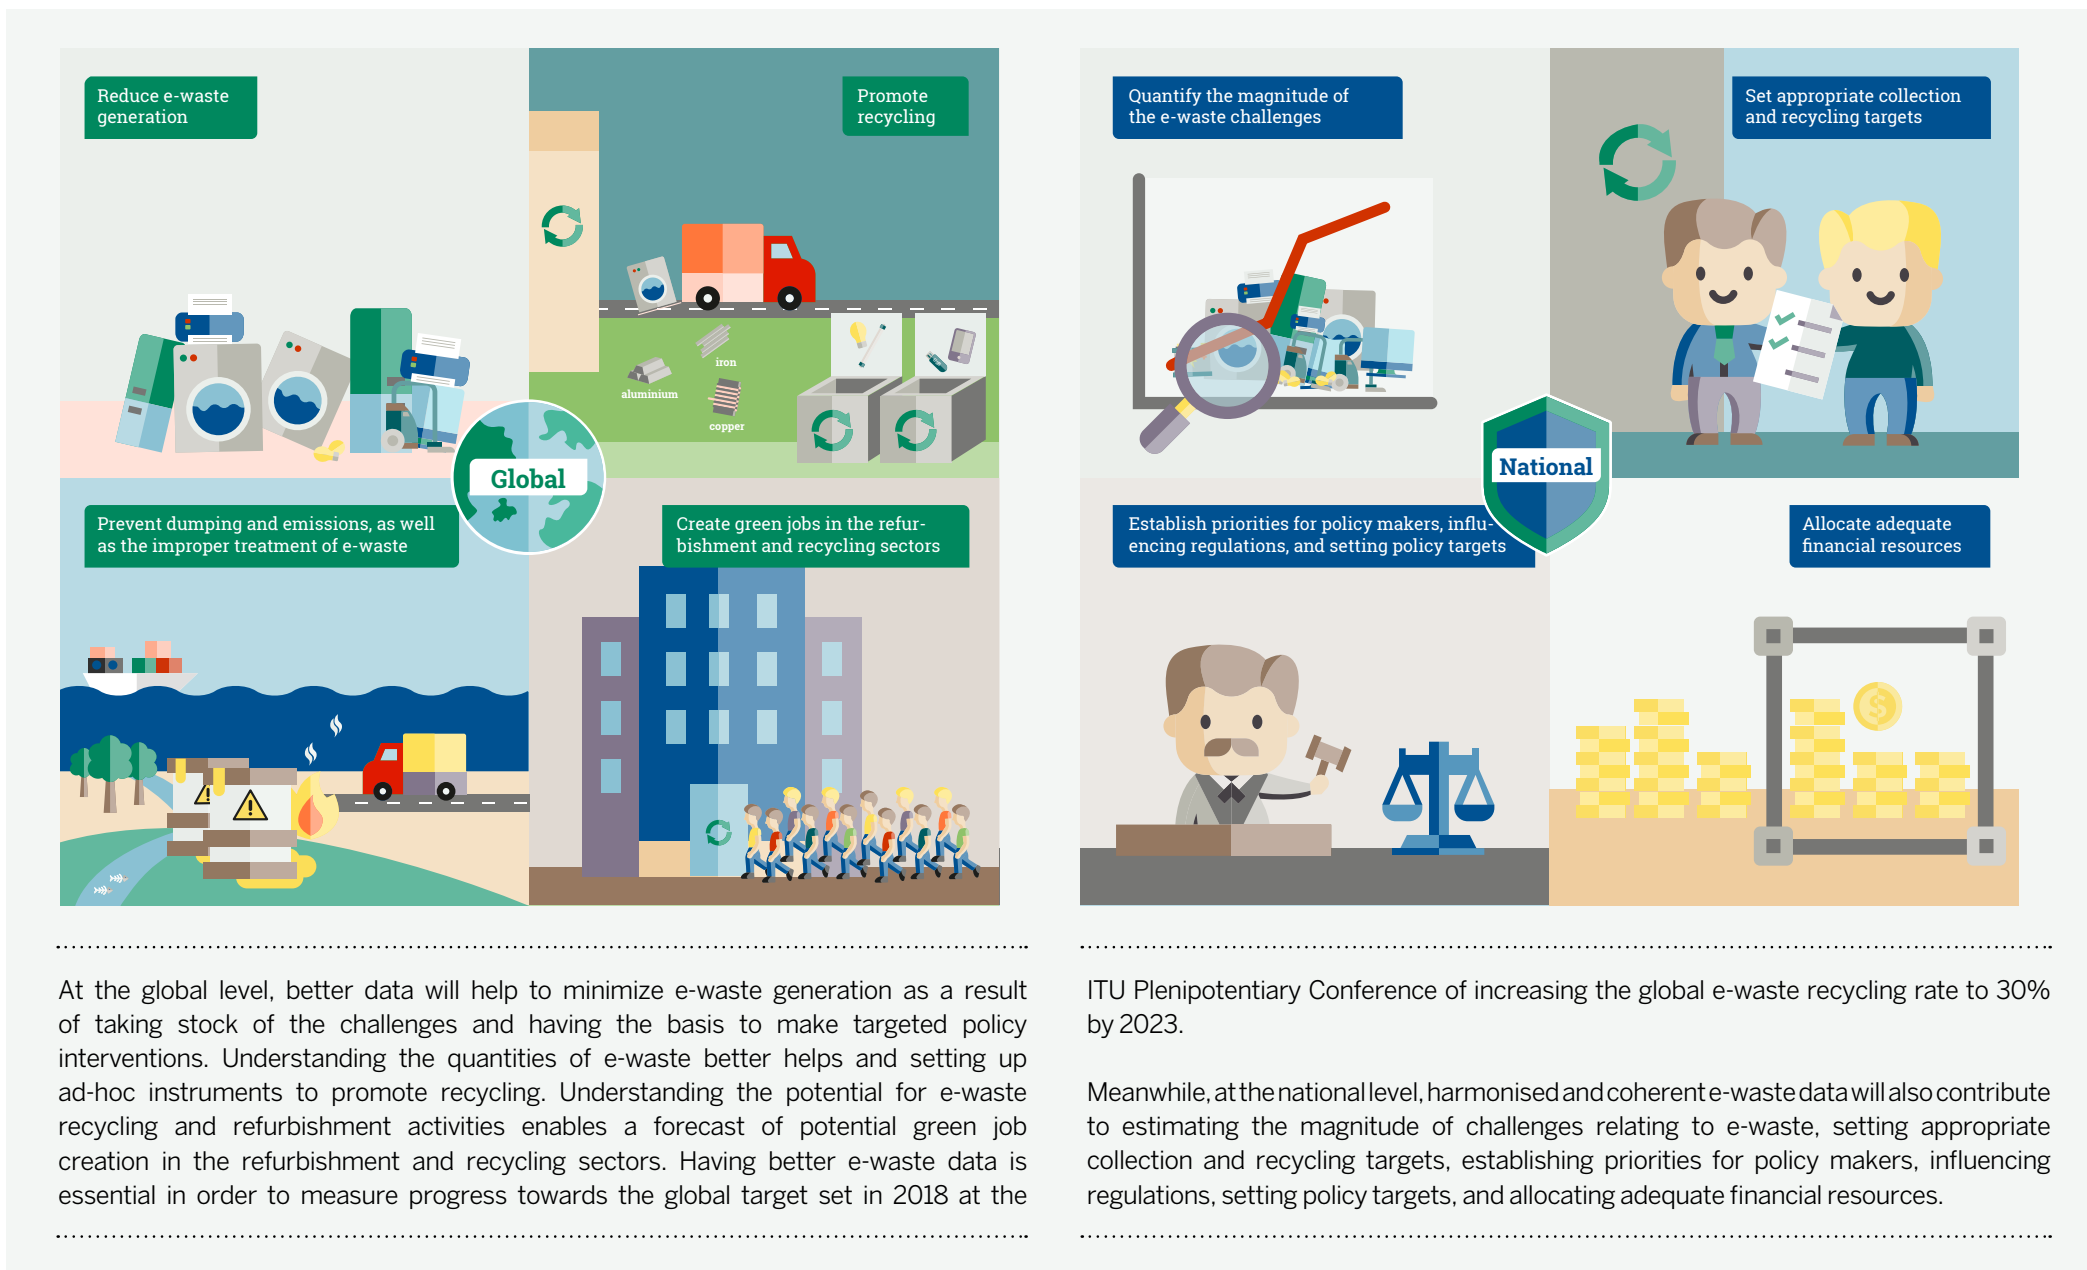 Reduce e-waste
generation
Promote
recycling
iron
aluminium
copper
Global
Prevent dumping and emissions, as well
as the improper treatment of e-waste
Create green jobs in the refur-
bishment and recycling sectors
Quantify the magnitude of
the e-waste challenges
Set appropriate collection
and recycling targets
National
Establish priorities for policy makers, influ-
encing regulations, and setting policy targets
Allocate adequate
financial resources
$
At the global level, better data will help to minimize e-waste generation as a result
of taking stock of the challenges and having the basis to make targeted policy
interventions. Understanding the quantities of e-waste better helps and setting up
ad-hoc instruments to promote recycling. Understanding the potential for e-waste
recycling and refurbishment activities enables a forecast of potential green job
creation in the refurbishment and recycling sectors. Having better e-waste data is
essential in order to measure progress towards the global target set in 2018 at the
ITU Plenipotentiary Conference of increasing the global e-waste recycling rate to 30%
by 2023.
Meanwhile, at the national level, harmonised and coherent e-waste data will also contribute
to estimating the magnitude of challenges relating to e-waste, setting appropriate
collection and recycling targets, establishing priorities for policy makers, influencing
regulations, setting policy targets, and allocating adequate financial resources.